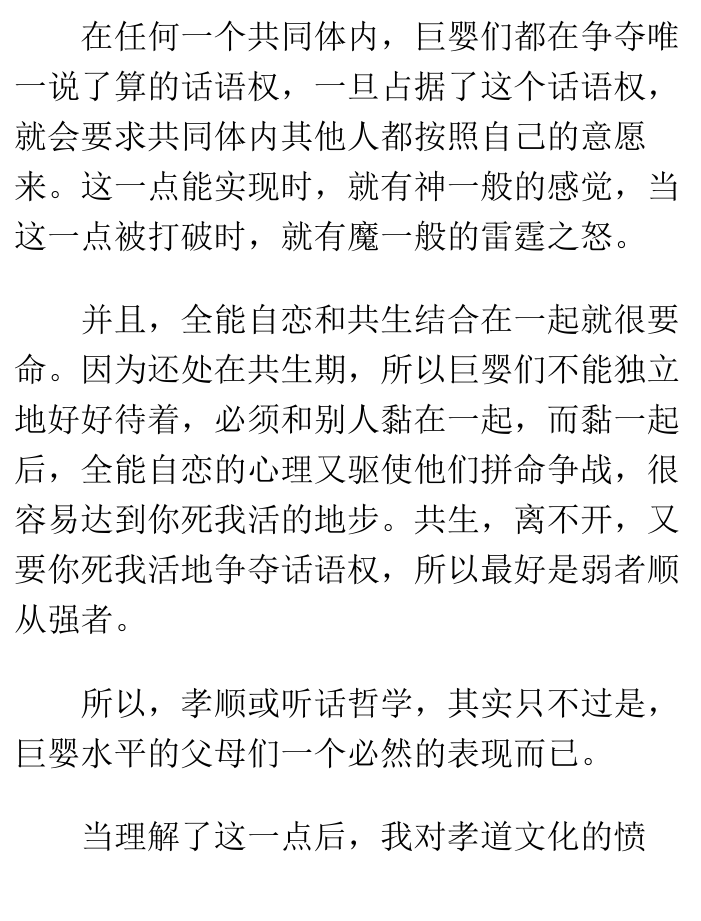 在任何一个共同体内，巨婴们都在争夺唯
一说了算的话语权，一旦占据了这个话语权，
就会要求共同体内其他人都按照自己的意愿
来。这一点能实现时，就有神一般的感觉，当
这一点被打破时，就有魔一般的雷霆之怒。
并且，全能自恋和共生结合在一起就很要
命。因为还处在共生期，所以巨婴们不能独立
地好好待着，必须和别人黏在一起，而黏一起
后，全能自恋的心理又驱使他们拼命争战，很
容易达到你死我活的地步。共生，离不开，又
要你死我活地争夺话语权，所以最好是弱者顺
从强者。
所以，孝顺或听话哲学，其实只不过是，
巨婴水平的父母们一个必然的表现而已。
当理解了这一点后，我对孝道文化的愤